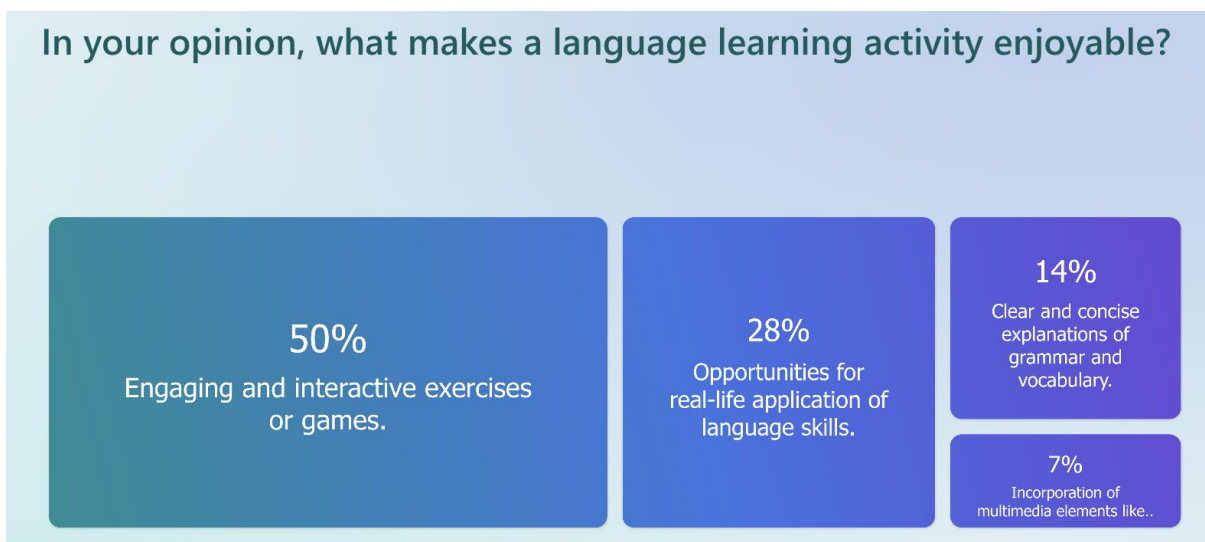 In your opinion, what makes a language learning activity enjoyable?
50%
Engaging and interactive exercises
or games.
28%
Opportunities for
real-life application of
language skills.
14%
Clear and concise
explanations of
grammar and
vocabulary.
7%
Incorporation of
multimedia elements like..